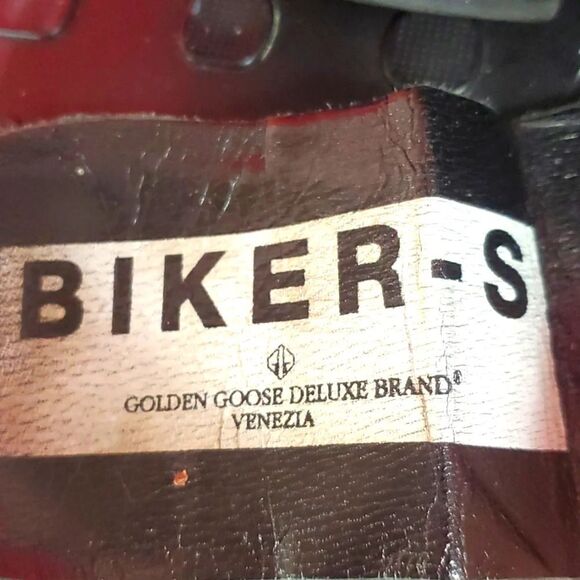 BIKER-S
GOLDEN GOOSE DELUXE BRAND®
VENEZIA